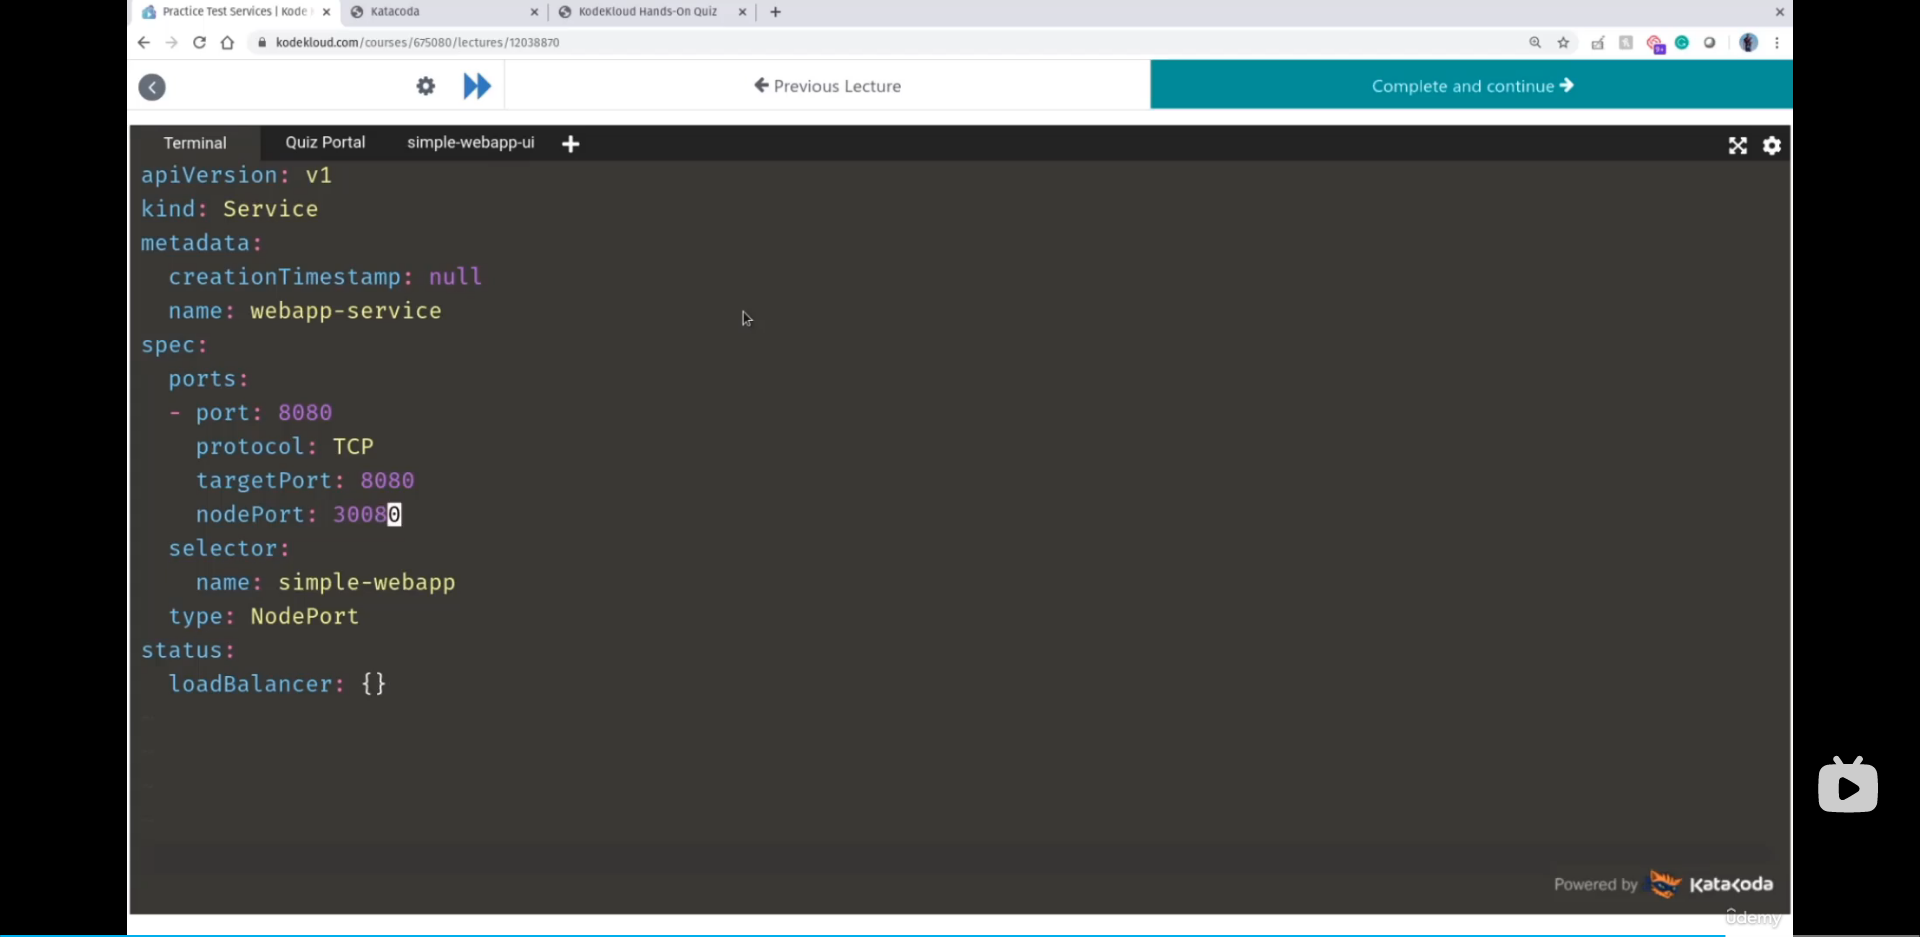 Practice Test Services | Kode
Katacoda
KodeKloud Hands-On Quiz
kodekloud.com/courses/675080/lectures/12038870
Previous Lecture
Complete and continue
Terminal
Quiz Portal
simple-webapp-ui
apiVersion: v1
kind: Service
metadata:
  creationTimestamp: null
  name: webapp-service
spec:
  ports:
  - port: 8080
    protocol: TCP
    targetPort: 8080
    nodePort: 30080
  selector:
    name: simple-webapp
  type: NodePort
status:
  loadBalancer: {}
Powered by Katacoda
Udemy